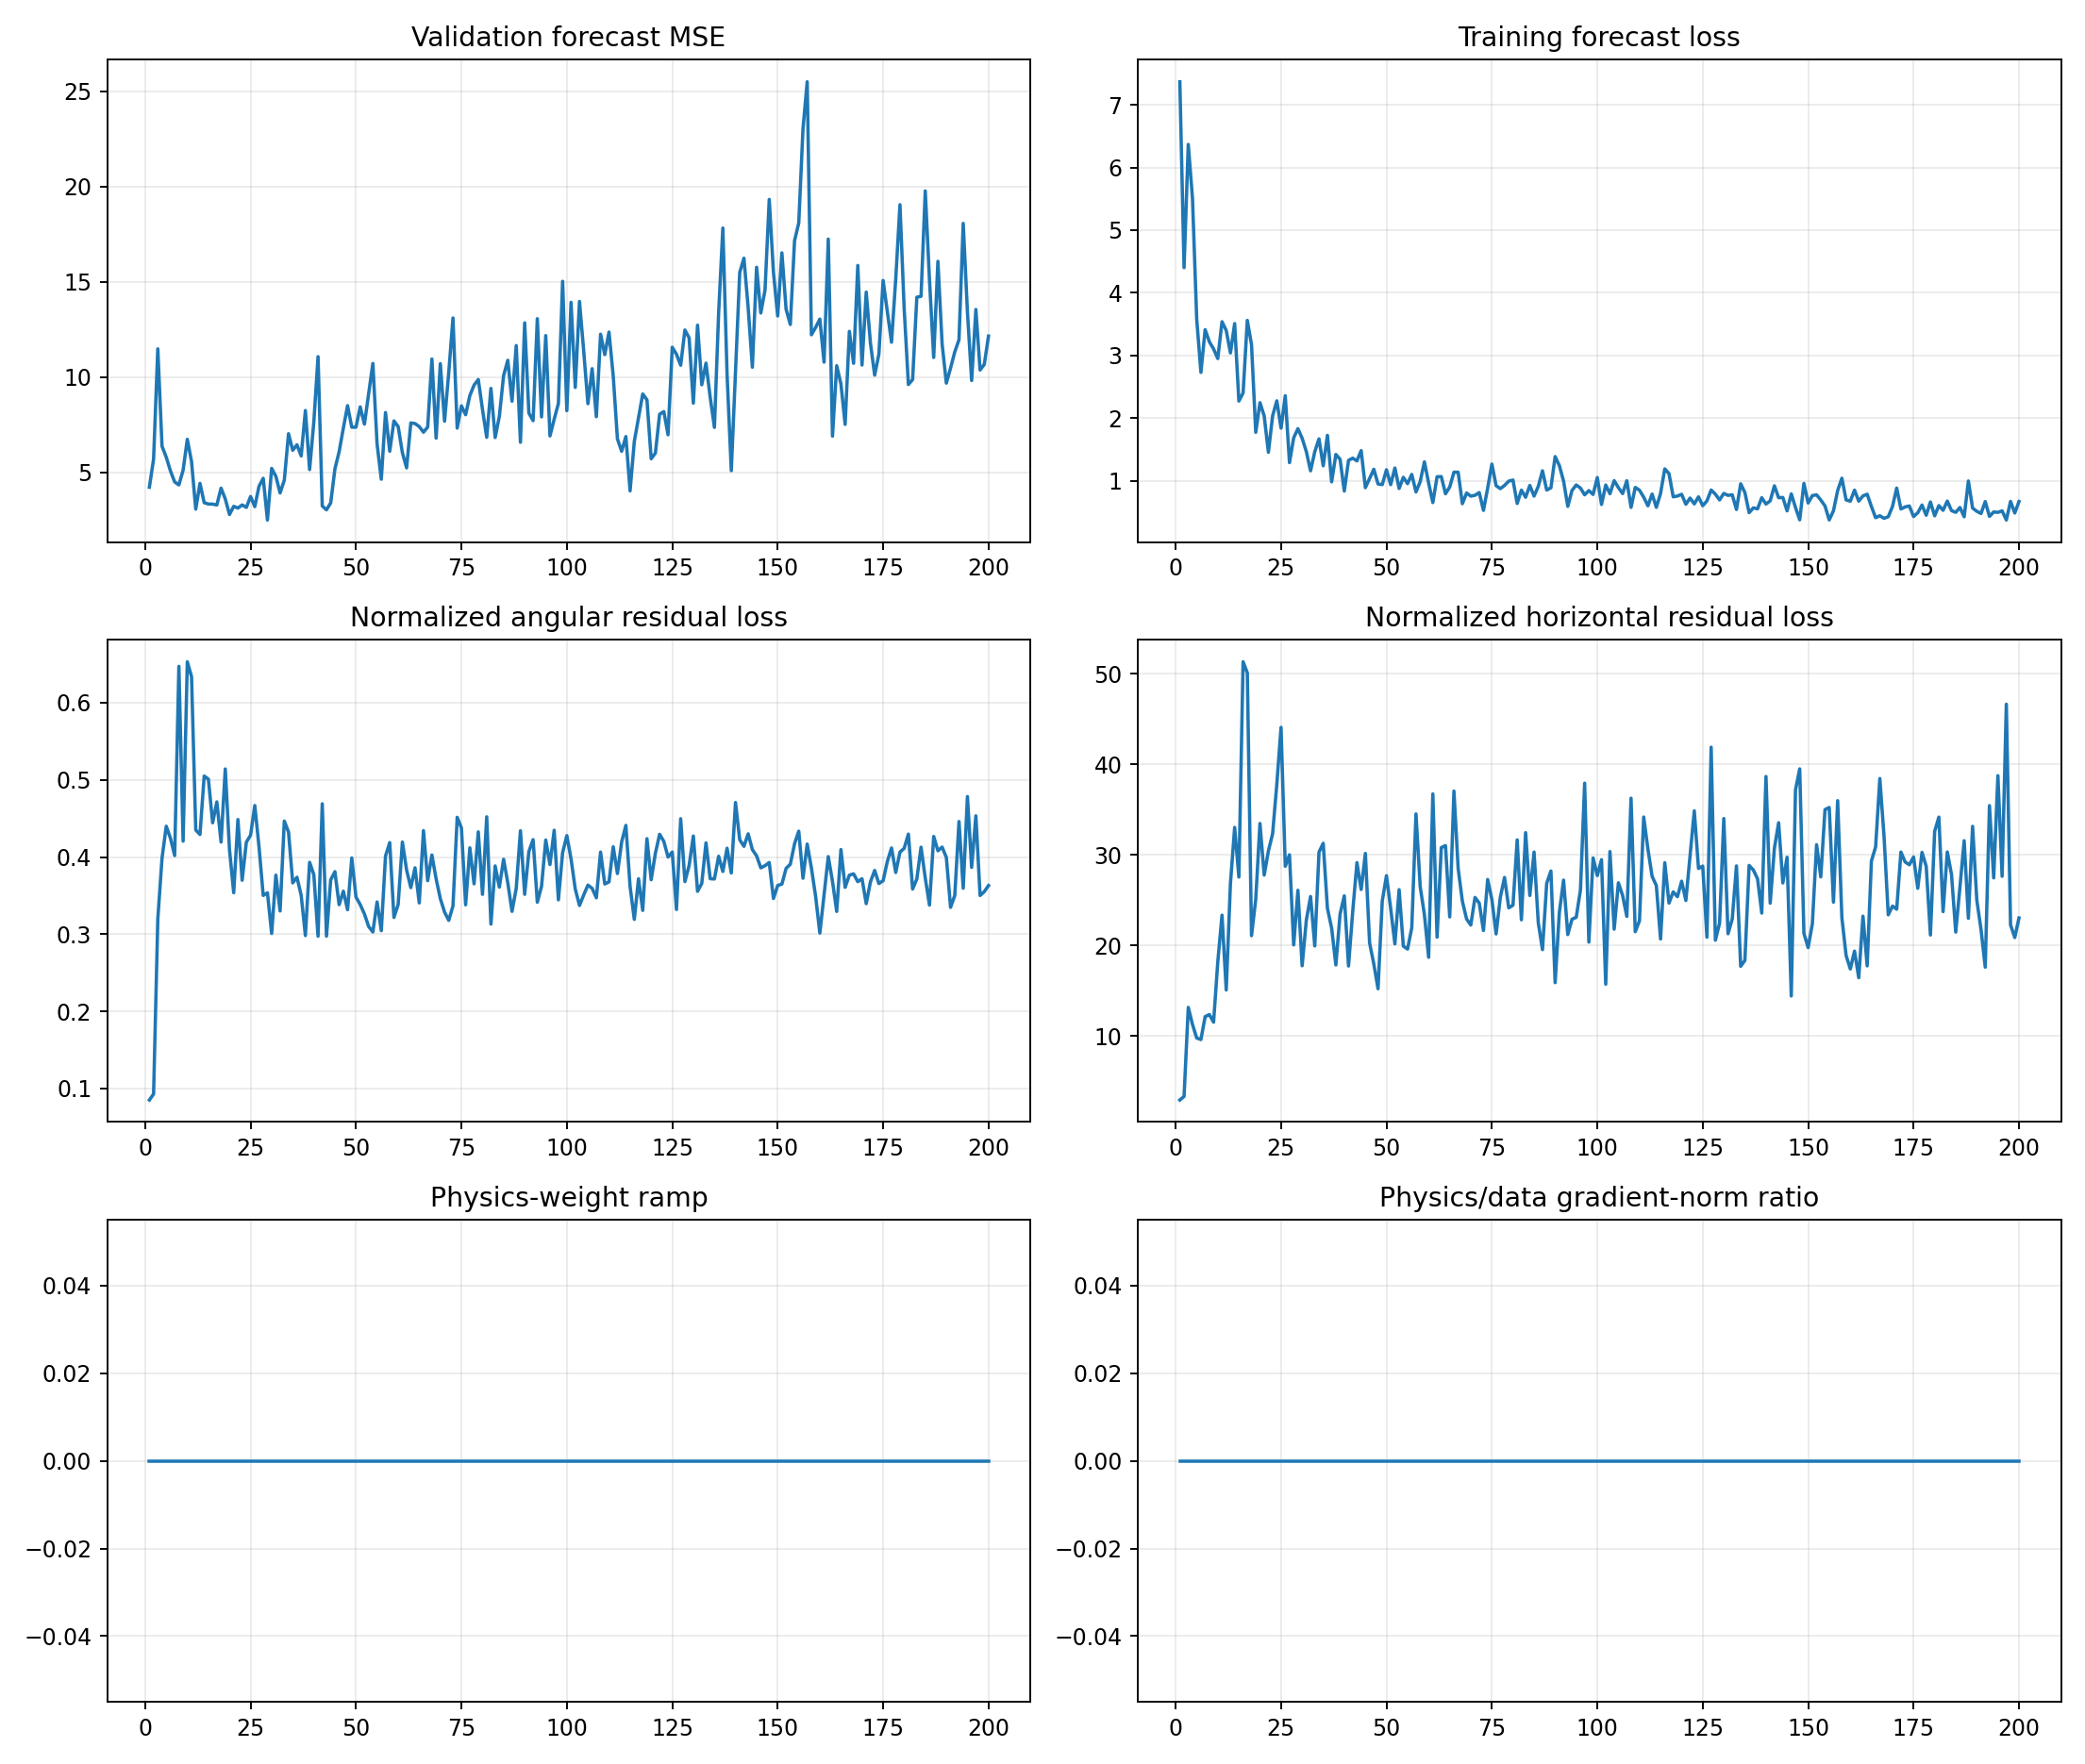 Validation forecast MSE
25
20
15
10
5
0 25 50 75 100 125 150 175 200
Training forecast loss
7
6
5
4
3
2
1
0 25 50 75 100 125 150 175 200
Normalized angular residual loss
0.6
0.5
0.4
0.3
0.2
0.1
0 25 50 75 100 125 150 175 200
Normalized horizontal residual loss
50
40
30
20
10
0 25 50 75 100 125 150 175 200
Physics-weight ramp
0.04
0.02
0.00
−0.02
−0.04
0 25 50 75 100 125 150 175 200
Physics/data gradient-norm ratio
0.04
0.02
0.00
−0.02
−0.04
0 25 50 75 100 125 150 175 200